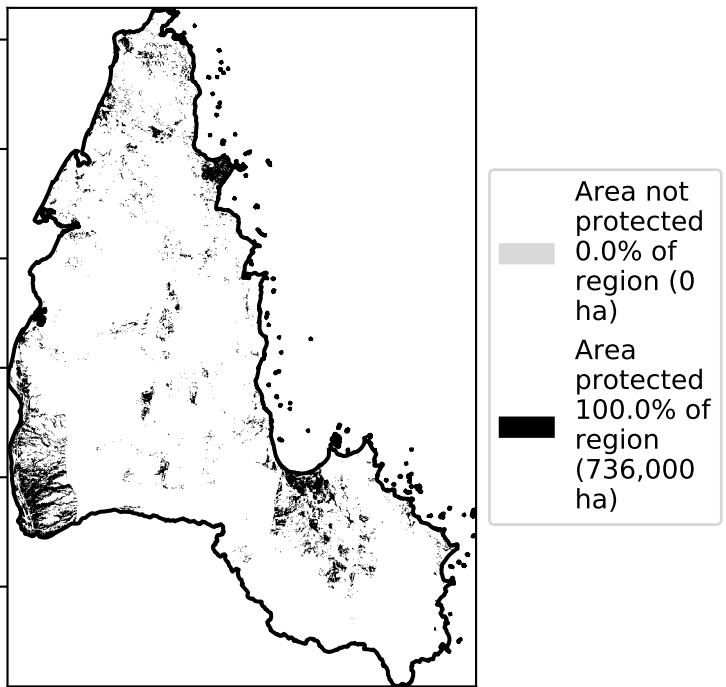 Area not
protected
0.0% of
region (0
ha)
Area
protected
100.0% of
region
(736,000
ha)